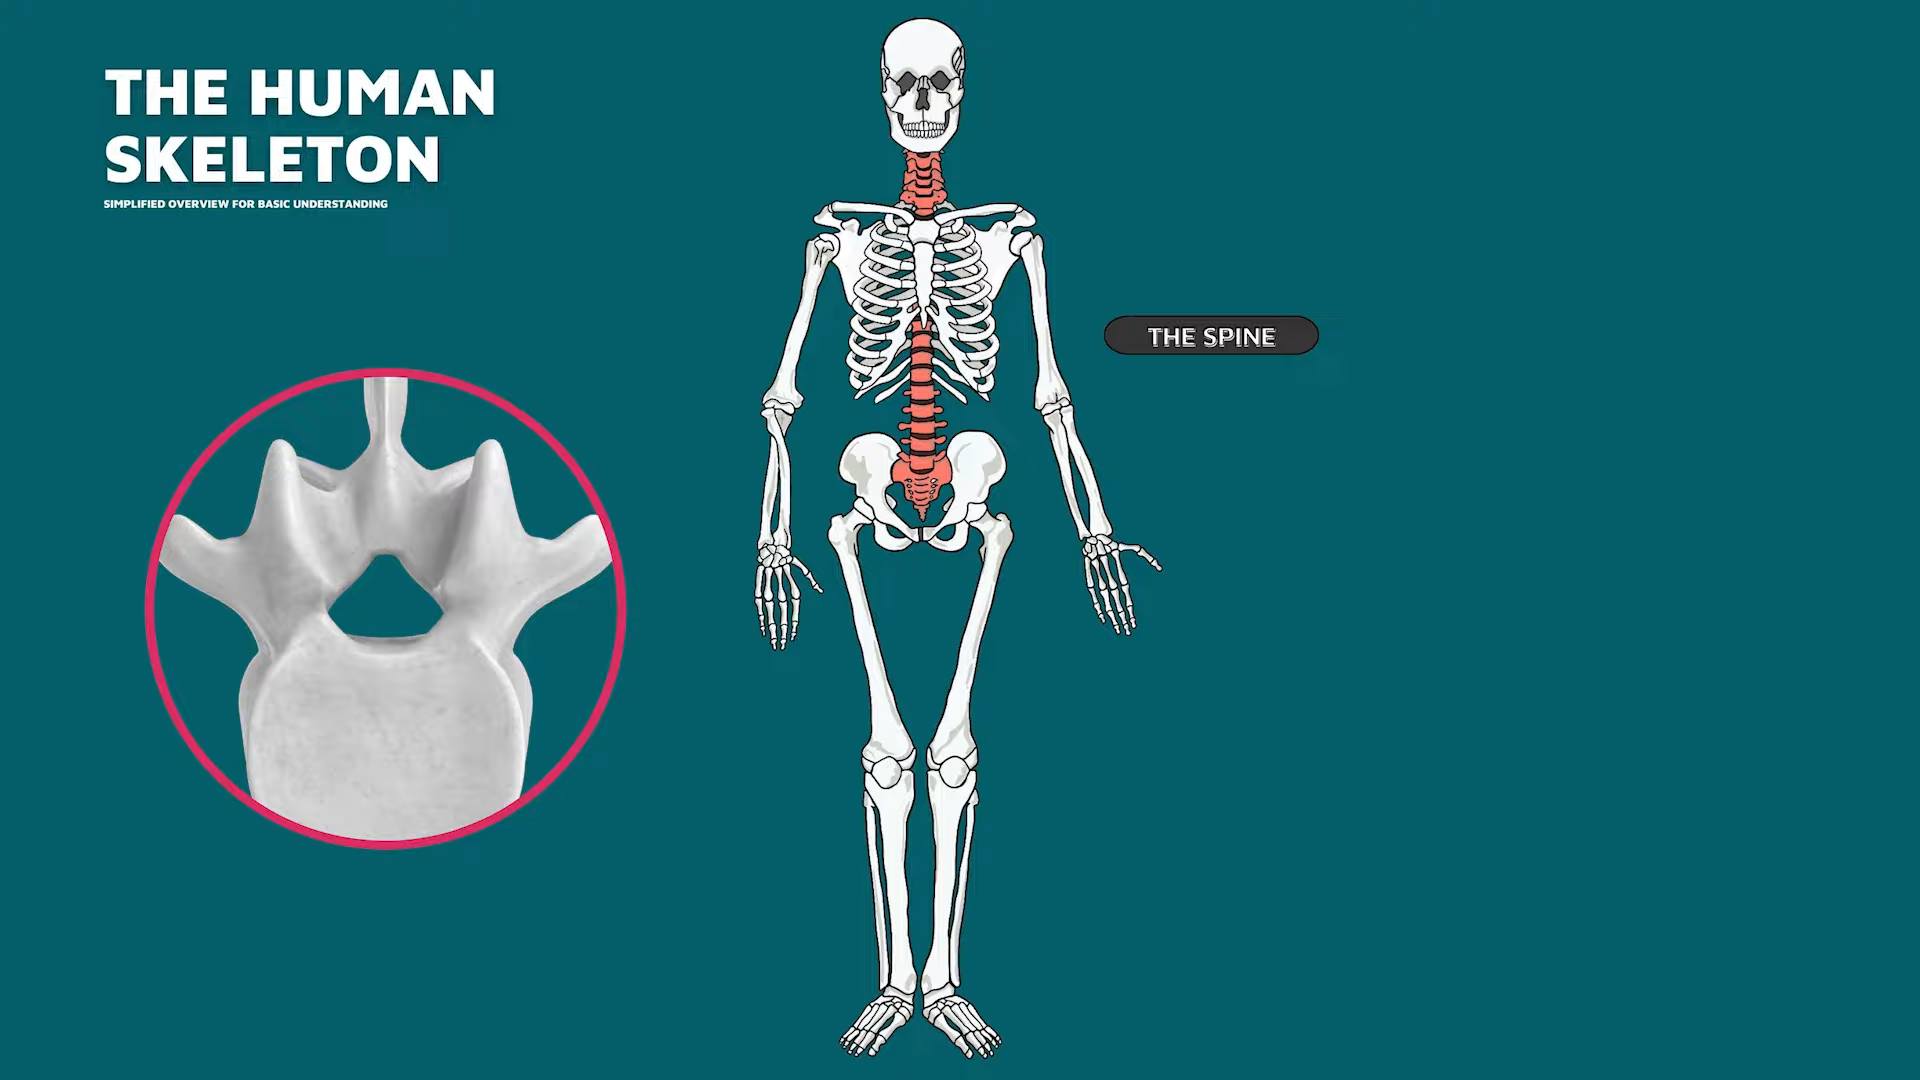 THE HUMAN
SKELETON
SIMPLIFIED OVERVIEW FOR BASIC UNDERSTANDING
THE SPINE